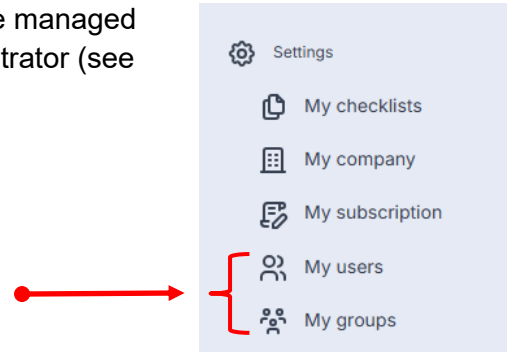 e managed
trator (see
Settings
My checklists
My company
My subscription
My users
My groups